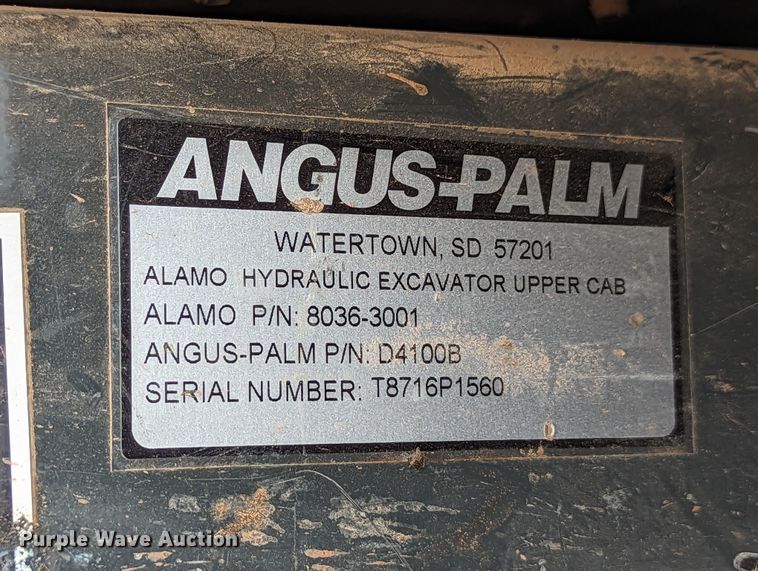 ANGUS-PALM
WATERTOWN, SD 57201
ALAMO HYDRAULIC EXCAVATOR UPPER CAB
ALAMO P/N: 8036-3001
ANGUS-PALM P/N: D4100B
SERIAL NUMBER: T8716P1560
Purple Wave Auction